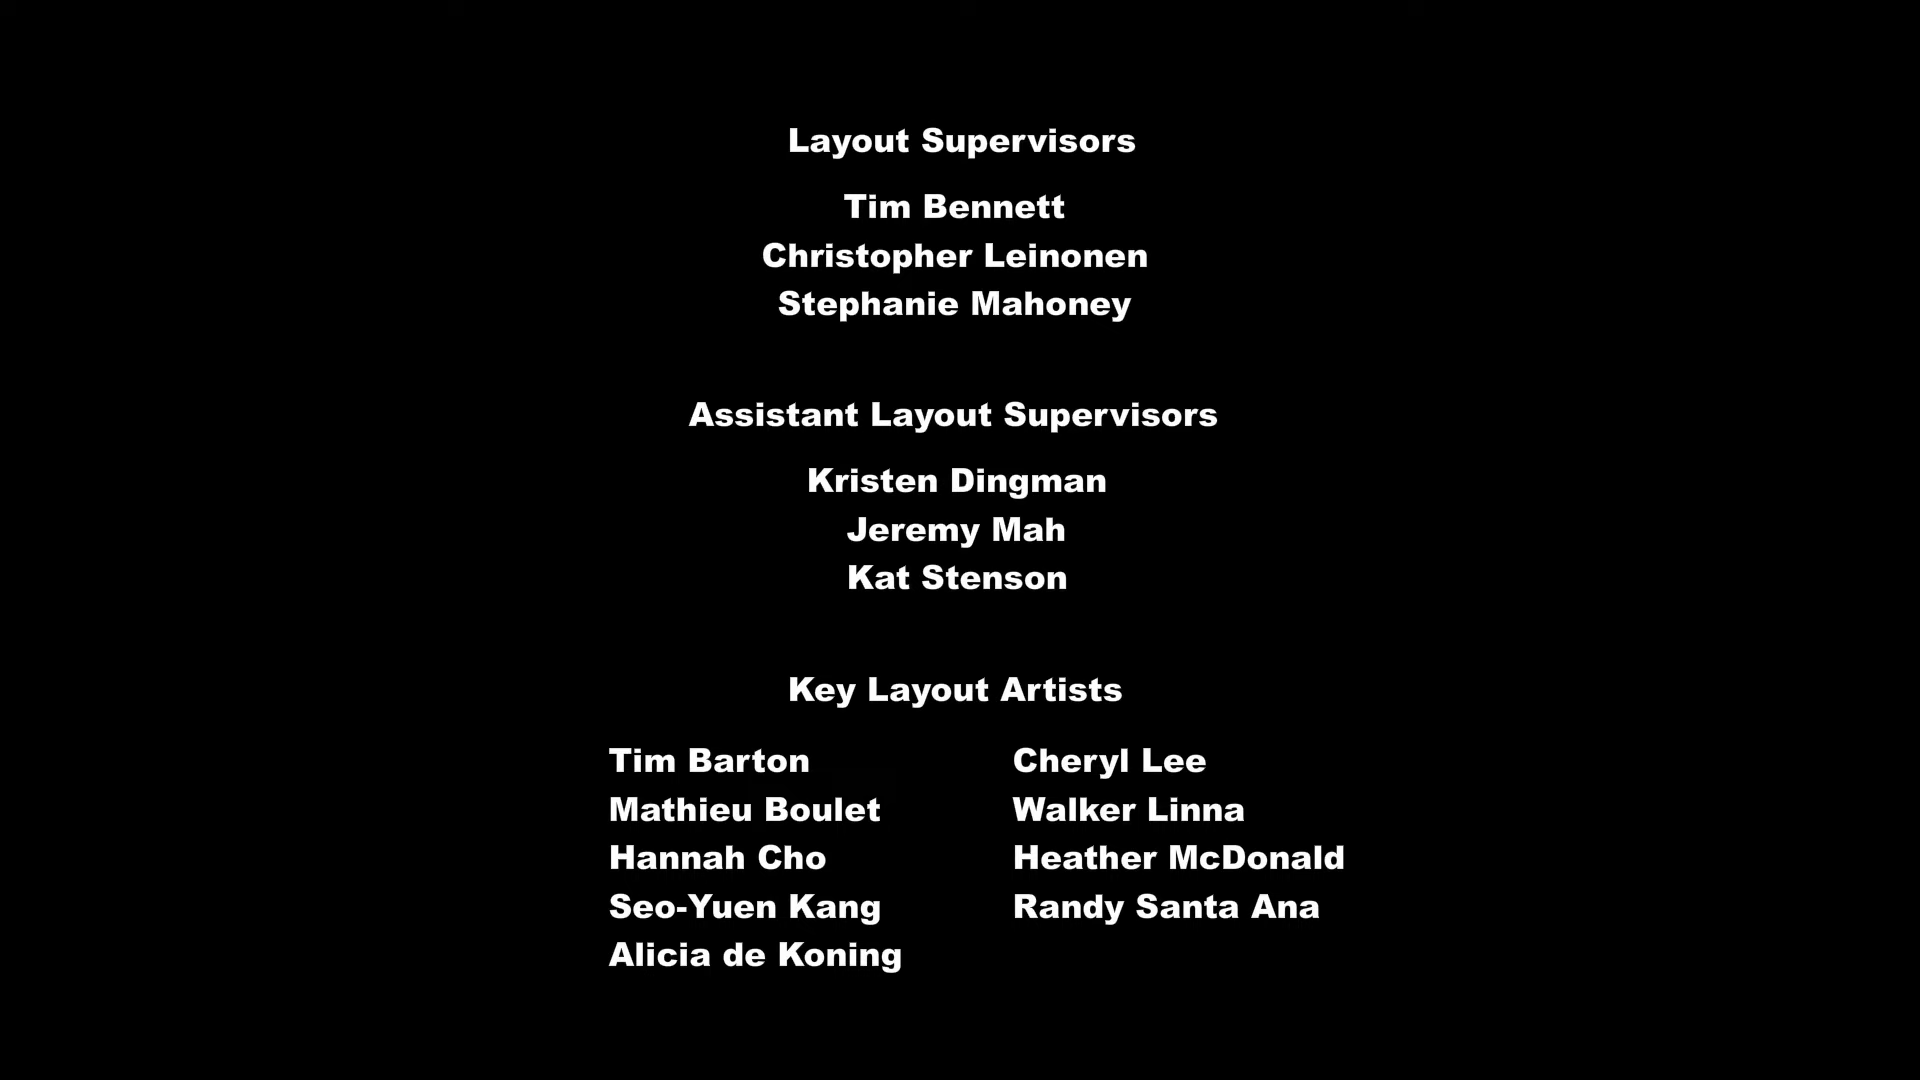 Layout Supervisors
Tim Bennett
Christopher Leinonen
Stephanie Mahoney
Assistant Layout Supervisors
Kristen Dingman
Jeremy Mah
Kat Stenson
Key Layout Artists
Tim Barton
Mathieu Boulet
Hannah Cho
Seo-Yuen Kang
Alicia de Koning
Cheryl Lee
Walker Linna
Heather McDonald
Randy Santa Ana